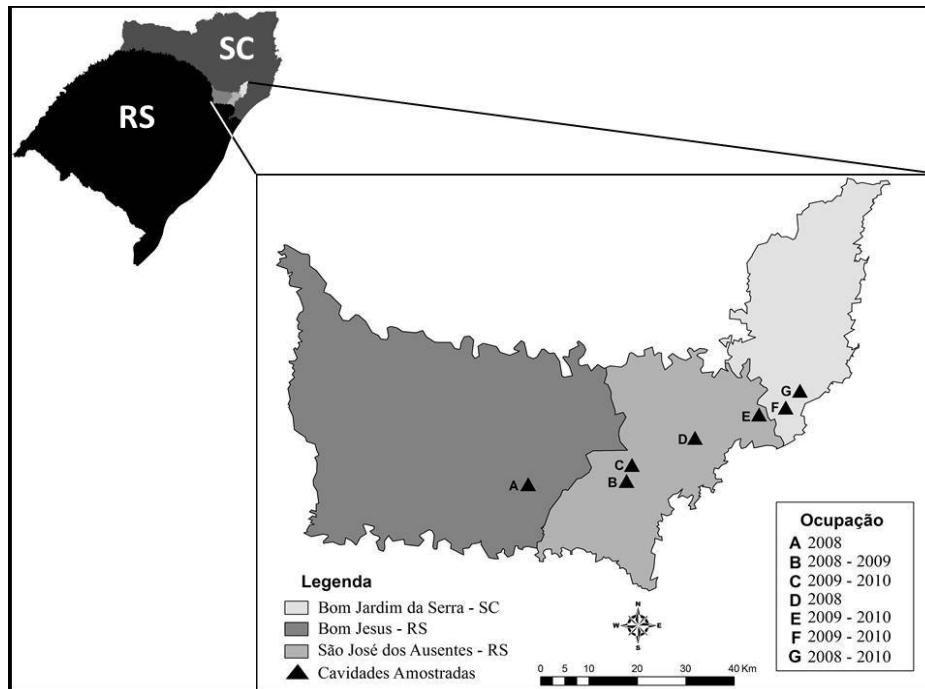 SC
RS
G
F
E
D
C
B
A
Ocupação
A 2008
B 2008 - 2009
C 2009 - 2010
D 2008
E 2009 - 2010
F 2009 - 2010
G 2008 - 2010
Legenda
Bom Jardim da Serra - SC
Bom Jesus - RS
São José dos Ausentes - RS
Cavidades Amostradas
N
W E
S
0 5 10 20 30 40 Km